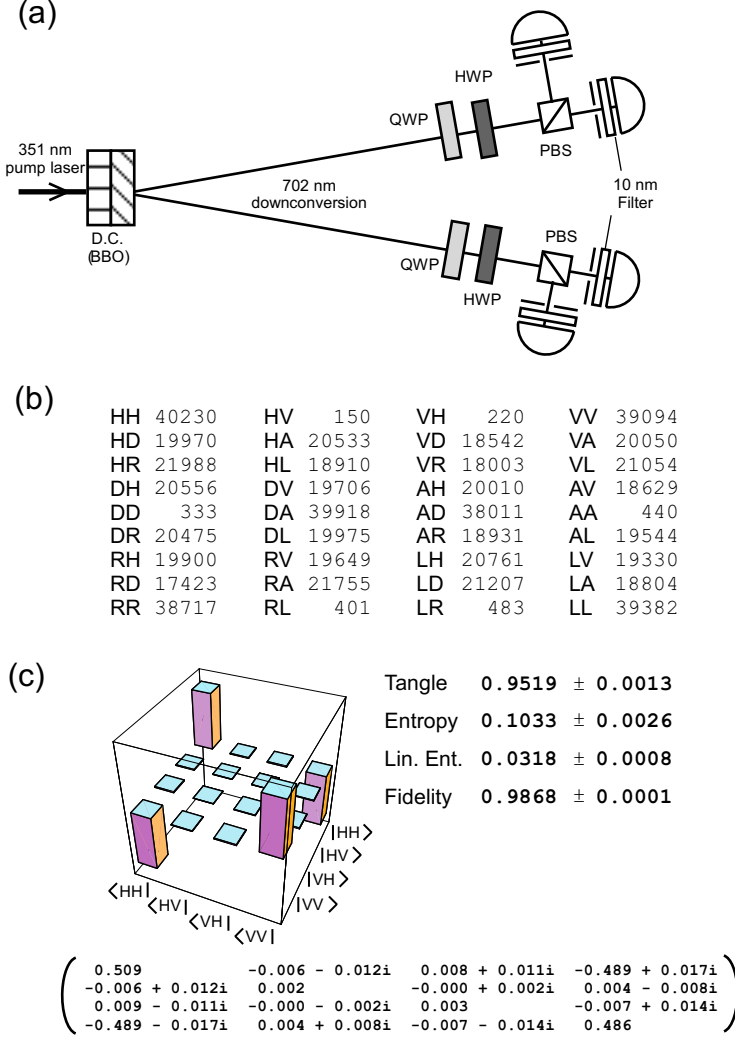 (a)
HWP
QWP
351 nm
pump laser
PBS
702 nm
downconversion
10 nm
Filter
D.C.
(BBO)
PBS
QWP
HWP
(b)
HH 40230 HV 150 VH 220 VV 39094
HD 19970 HA 20533 VD 18542 VA 20050
HR 21988 HL 18910 VR 18003 VL 21054
DH 20556 DV 19706 AH 20010 AV 18629
DD 333 DA 39918 AD 38011 AA 440
DR 20475 DL 19975 AR 18931 AL 19544
RH 19900 RV 19649 LH 20761 LV 19330
RD 17423 RA 21755 LD 21207 LA 18804
RR 38717 RL 401 LR 483 LL 39382
(c)
Tangle 0.9519 ± 0.0013
Entropy 0.1033 ± 0.0026
Lin. Ent. 0.0318 ± 0.0008
Fidelity 0.9868 ± 0.0001
|HH>
|HV>
|VH>
|VV>
<HH|
<HV|
<VH|
<VV|
0.509 -0.006 - 0.012i 0.008 + 0.011i -0.489 + 0.017i
-0.006 + 0.012i 0.002 -0.000 + 0.002i 0.004 - 0.008i
0.009 - 0.011i -0.000 - 0.002i 0.003 -0.007 + 0.014i
-0.489 - 0.017i 0.004 + 0.008i -0.007 - 0.014i 0.486